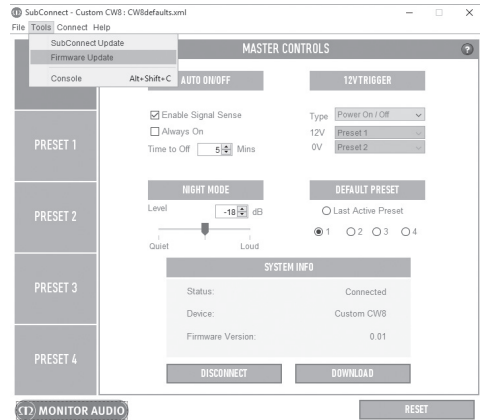 SubConnect - Custom CW8 : CW8defaults.xml
File Tools Connect Help
SubConnect Update
Firmware Update
Console Alt+Shift+C
MASTER CONTROLS ?
AUTO ON/OFF
Enable Signal Sense
Always On
Time to Off 5 Mins
12V TRIGGER
Type Power On / Off
12V Preset 1
0V Preset 2
PRESET 1
PRESET 2
PRESET 3
PRESET 4
NIGHT MODE
Level -18 dB
Quiet Loud
DEFAULT PRESET
Last Active Preset
1 2 3 4
SYSTEM INFO
Status: Connected
Device: Custom CW8
Firmware Version: 0.01
DISCONNECT DOWNLOAD
MONITOR AUDIO
RESET